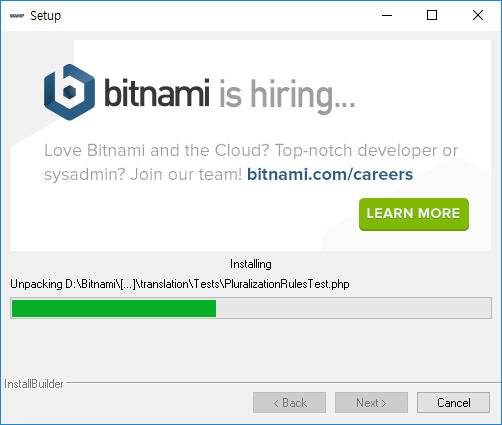 WAMP Setup
bitnami is hiring...
Love Bitnami and the Cloud? Top-notch developer or
sysadmin? Join our team! bitnami.com/careers
LEARN MORE
Installing
Unpacking D:\Bitnami\[...]\translation\Tests\PluralizationRulesTest.php
InstallBuilder
< Back Next > Cancel